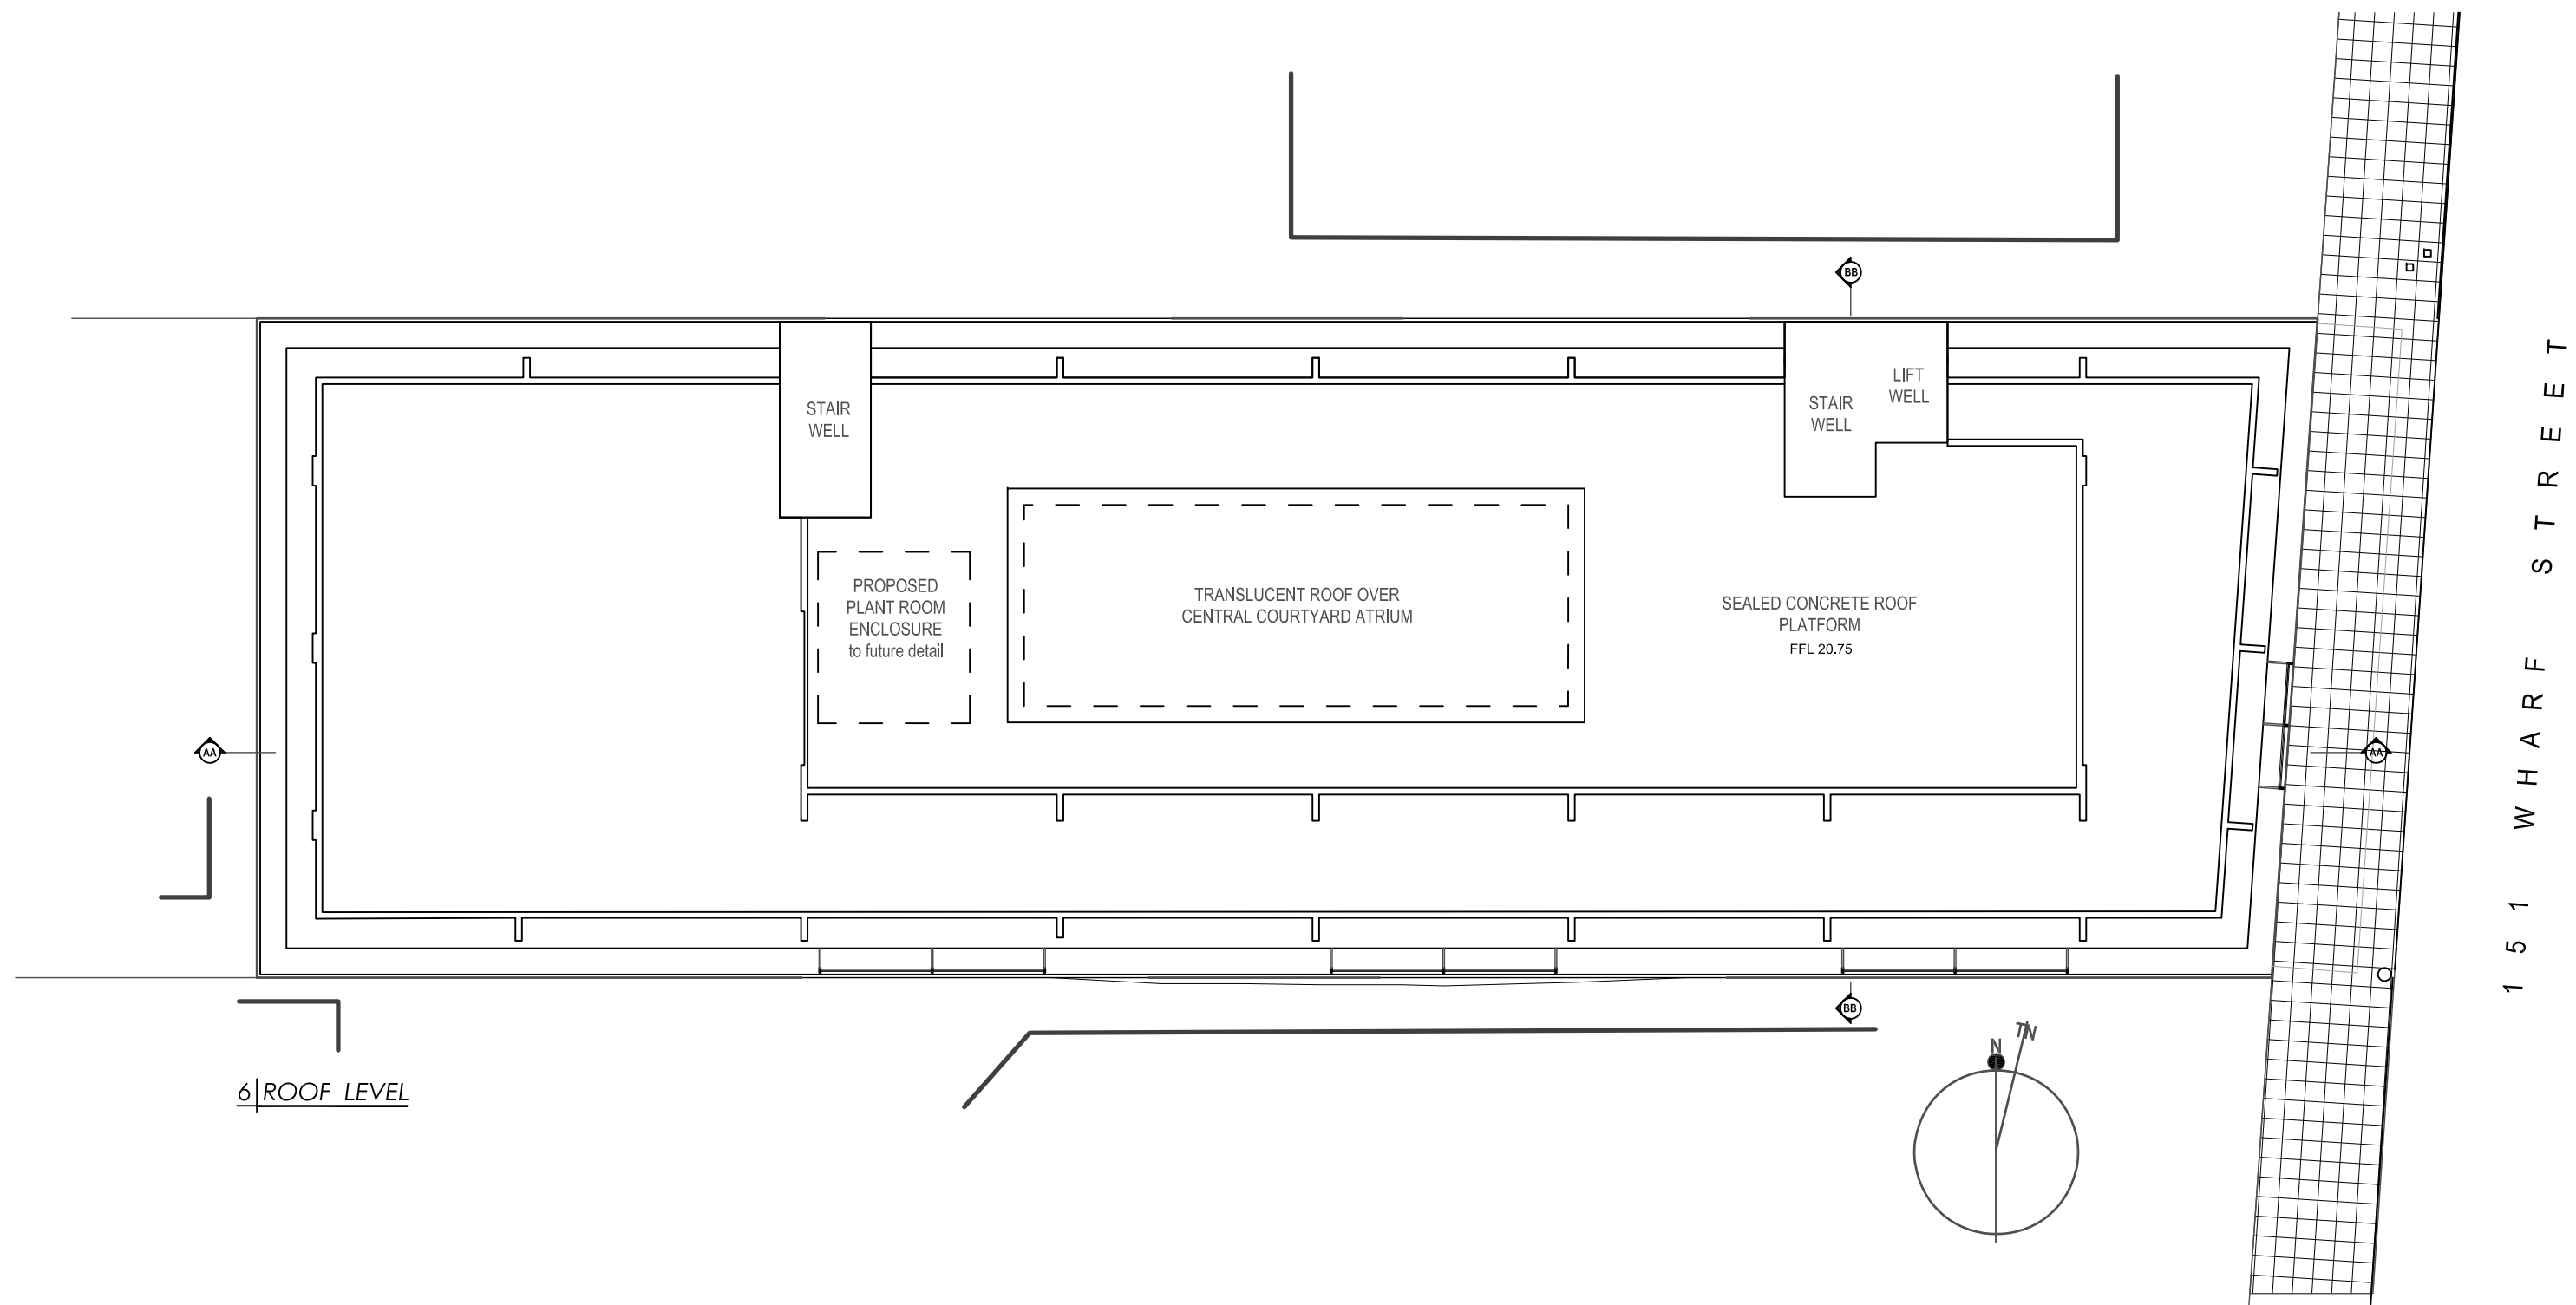 BB
STAIR
WELL
STAIR
WELL
LIFT
WELL
PROPOSED
PLANT ROOM
ENCLOSURE
to future detail
TRANSLUCENT ROOF OVER
CENTRAL COURTYARD ATRIUM
SEALED CONCRETE ROOF
PLATFORM
FFL 20.75
AA
AA
151 WHARF STREET
BB
N
TN
6 ROOF LEVEL